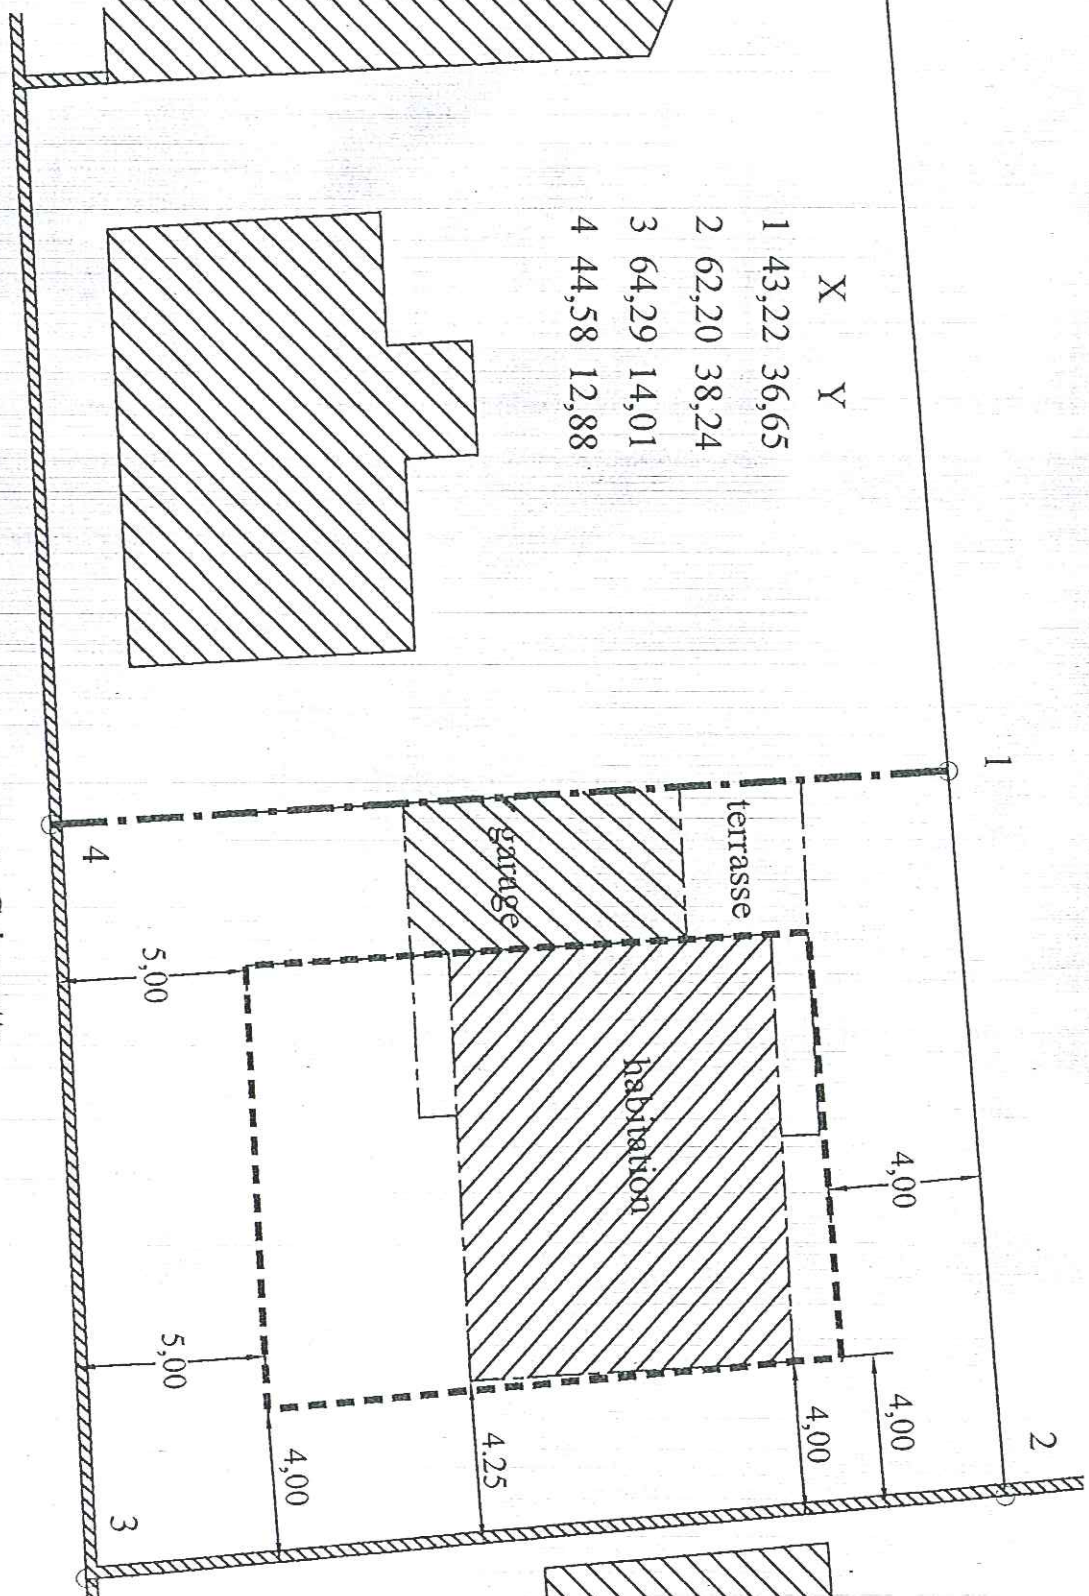 X Y
1 43,22 36,65
2 62,20 38,24
3 64,29 14,01
4 44,58 12,88
1
2
3
4
terrasse
garage
habitation
4,00
4,00
4,00
4.25
4,00
5,00
5,00